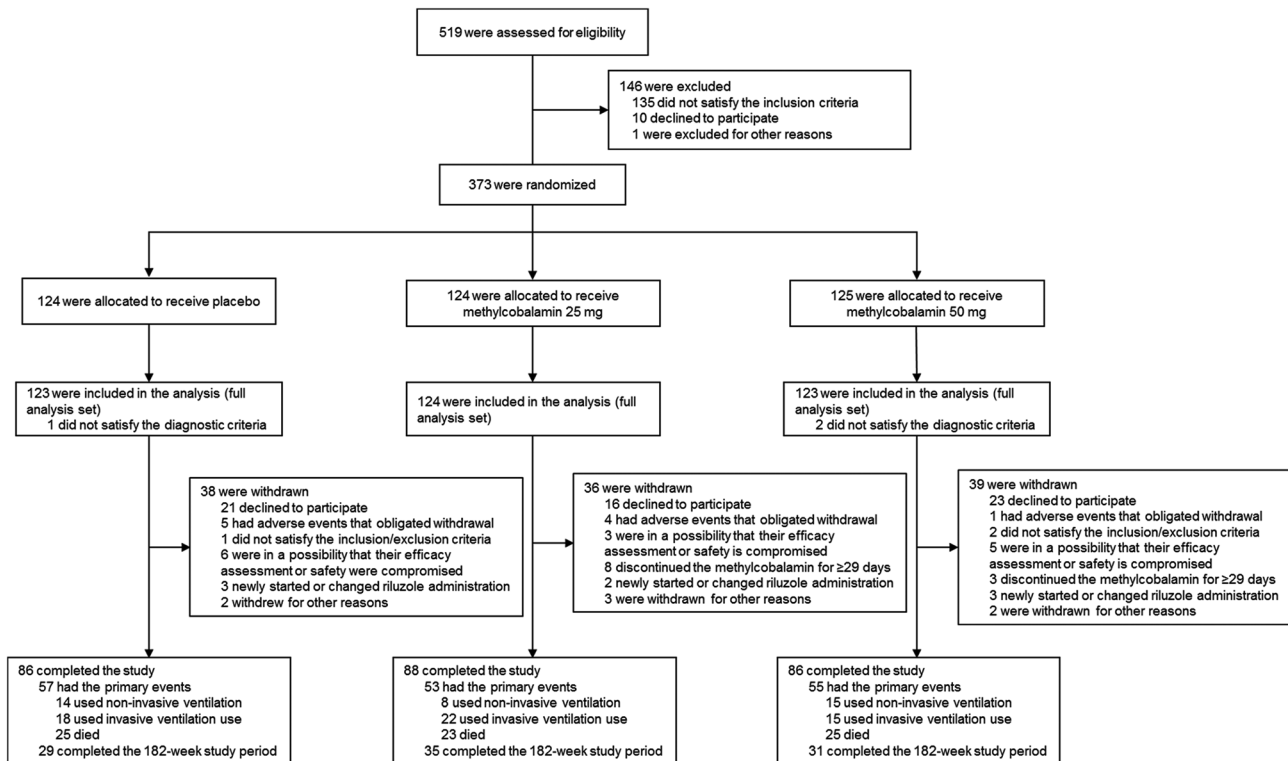 519 were assessed for eligibility
146 were excluded
135 did not satisfy the inclusion criteria
10 declined to participate
1 were excluded for other reasons
373 were randomized
124 were allocated to receive placebo
124 were allocated to receive
methylcobalamin 25 mg
125 were allocated to receive
methylcobalamin 50 mg
123 were included in the analysis (full
analysis set)
1 did not satisfy the diagnostic criteria
124 were included in the analysis (full
analysis set)
123 were included in the analysis (full
analysis set)
2 did not satisfy the diagnostic criteria
38 were withdrawn
21 declined to participate
5 had adverse events that obligated withdrawal
1 did not satisfy the inclusion/exclusion criteria
6 were in a possibility that their efficacy
assessment or safety were compromised
3 newly started or changed riluzole administration
2 withdrew for other reasons
36 were withdrawn
16 declined to participate
4 had adverse events that obligated withdrawal
3 were in a possibility that their efficacy
assessment or safety is compromised
8 discontinued the methylcobalamin for ≥29 days
2 newly started or changed riluzole administration
3 were withdrawn for other reasons
39 were withdrawn
23 declined to participate
1 had adverse events that obligated withdrawal
2 did not satisfy the inclusion/exclusion criteria
5 were in a possibility that their efficacy
assessment or safety is compromised
3 discontinued the methylcobalamin for ≥29 days
3 newly started or changed riluzole administration
2 were withdrawn for other reasons
86 completed the study
57 had the primary events
14 used non-invasive ventilation
18 used invasive ventilation use
25 died
29 completed the 182-week study period
88 completed the study
53 had the primary events
8 used non-invasive ventilation
22 used invasive ventilation use
23 died
35 completed the 182-week study period
86 completed the study
55 had the primary events
15 used non-invasive ventilation
15 used invasive ventilation use
25 died
31 completed the 182-week study period